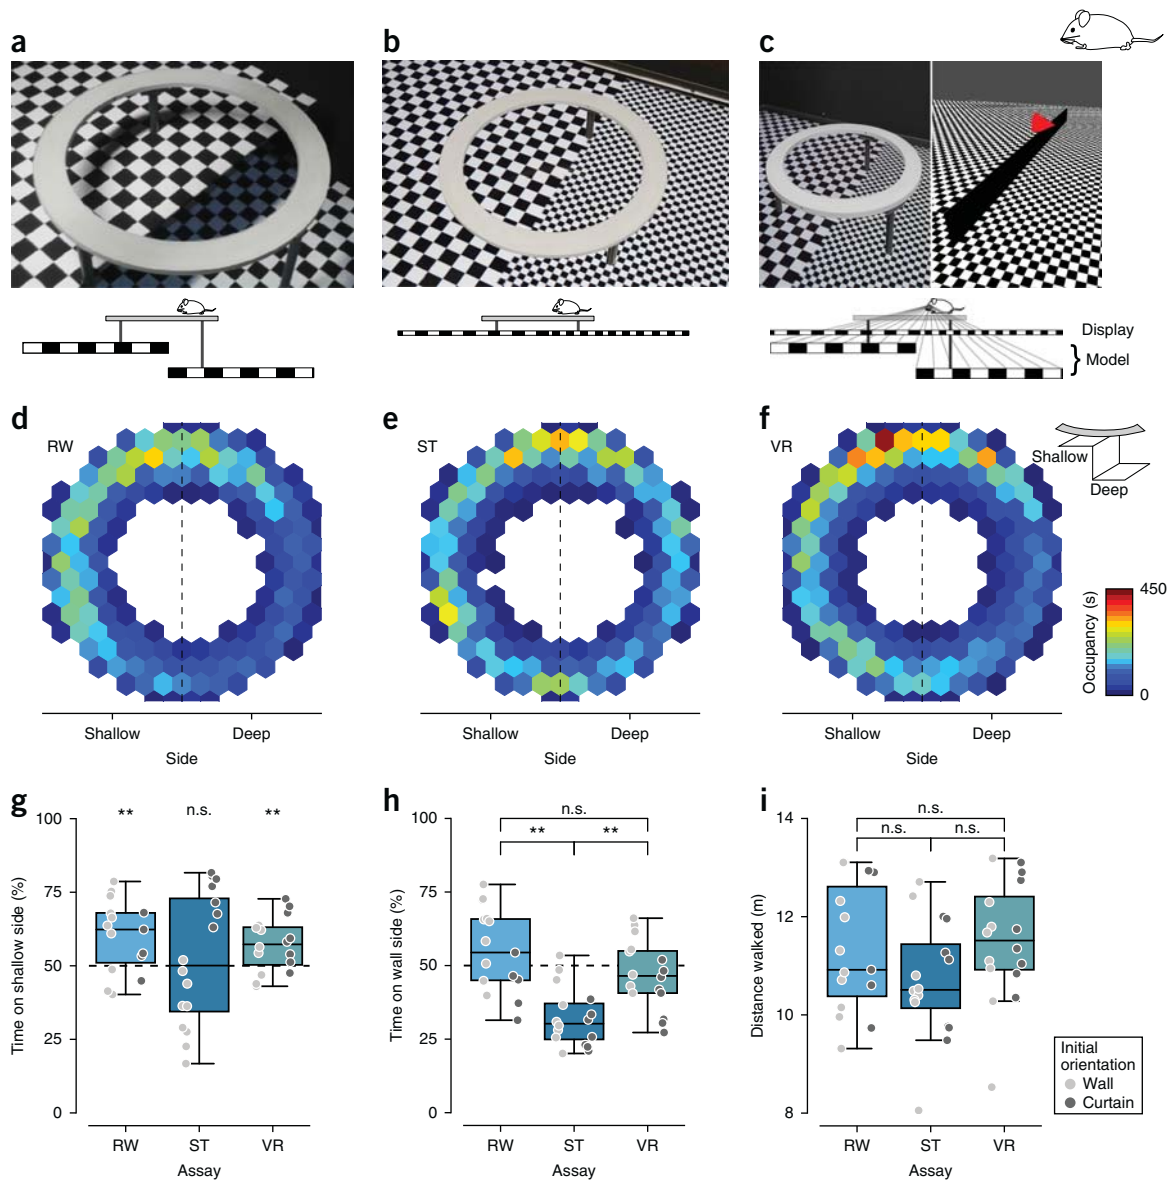 a
b
c
Display
Model
d
RW
e
ST
f
VR
Shallow
Deep
Occupancy (s)
450
0
Shallow
Deep
Side
Shallow
Deep
Side
Shallow
Deep
Side
g
Time on shallow side (%)
100
75
50
25
0
**
n.s.
**
RW
ST
VR
Assay
h
Time on wall side (%)
100
75
50
25
0
n.s.
**
**
RW
ST
VR
Assay
i
Distance walked (m)
14
12
10
8
n.s.
n.s.
n.s.
RW
ST
VR
Assay
Initial
orientation
Wall
Curtain